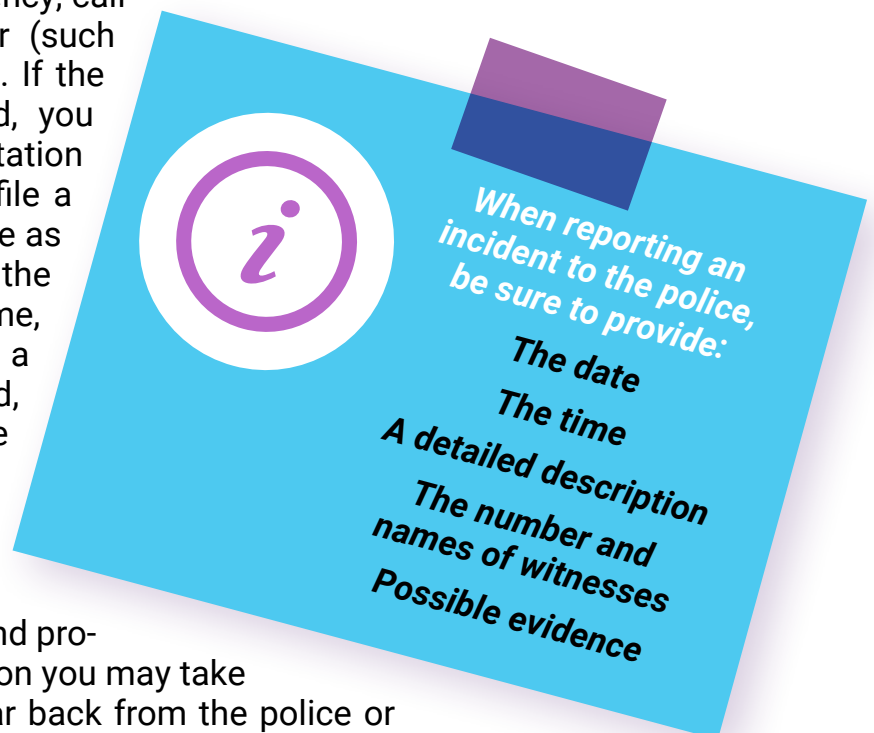 call
r (such
. If the
d, you
tation
file a
e as
the
me,
a
d,
e
nd pro-
on you may take
ar back from the police or
i
When reporting an
incident to the police,
be sure to provide:
The date
The time
A detailed description
The number and
names of witnesses
Possible evidence